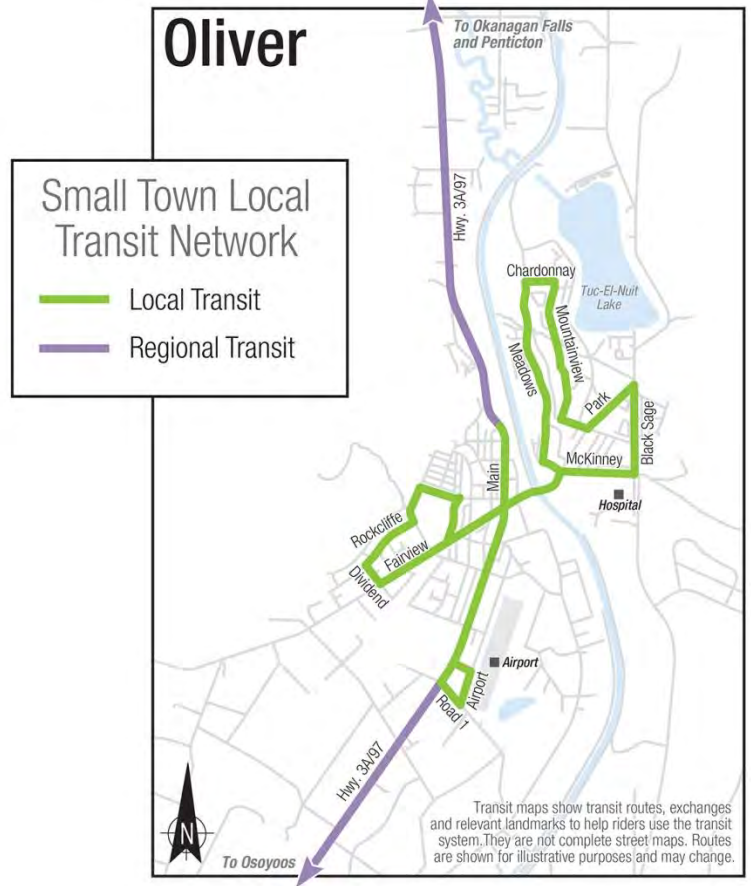 Oliver
To Okanagan Falls
and Penticton
Small Town Local
Transit Network
Local Transit
Regional Transit
Hwy. 3A/97
Chardonnay
Tuc-El-Nuit
Lake
Mountainview
Meadows
Park
Black Sage
McKinney
Main
Hospital
Rockcliffe
Fairview
Dividend
Airport
Airport
Road 1
Hwy. 3A/97
N
To Osoyoos
Transit maps show transit routes, exchanges
and relevant landmarks to help riders use the transit
system.They are not complete street maps. Routes
are shown for illustrative purposes and may change.